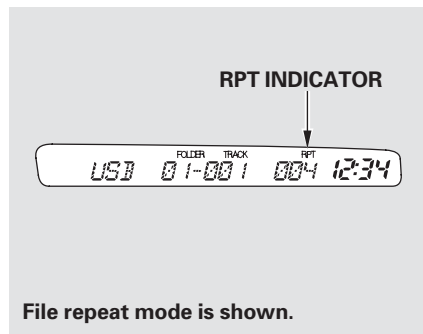 RPT INDICATOR
FOLDER TRACK RPT
USB 01-001 004 12:34
File repeat mode is shown.